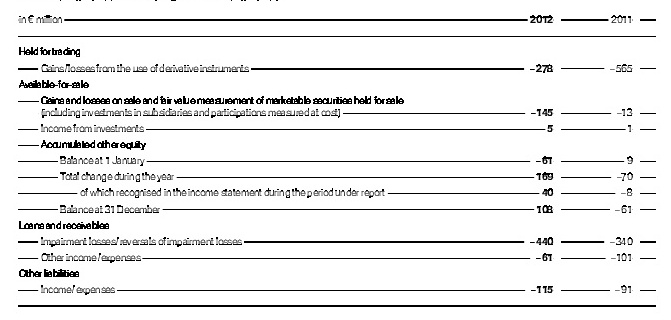 in € million 2012 2011
Held for trading
Gains/losses from the use of derivative instruments –278 –565
Available-for-sale
Gains and losses on sale and fair value measurement of marketable securities held for sale
(including investments in subsidiaries and participations measured at cost) –145 –13
Income from investments 5 1
Accumulated other equity
Balance at 1 January –61 9
Total change during the year 169 –70
of which recognised in the income statement during the period under report 40 –8
Balance at 31 December 108 –61
Loans and receivables
Impairment losses/reversals of impairment losses –440 –340
Other income/expenses –61 –101
Other liabilities
Income/expenses –115 –91